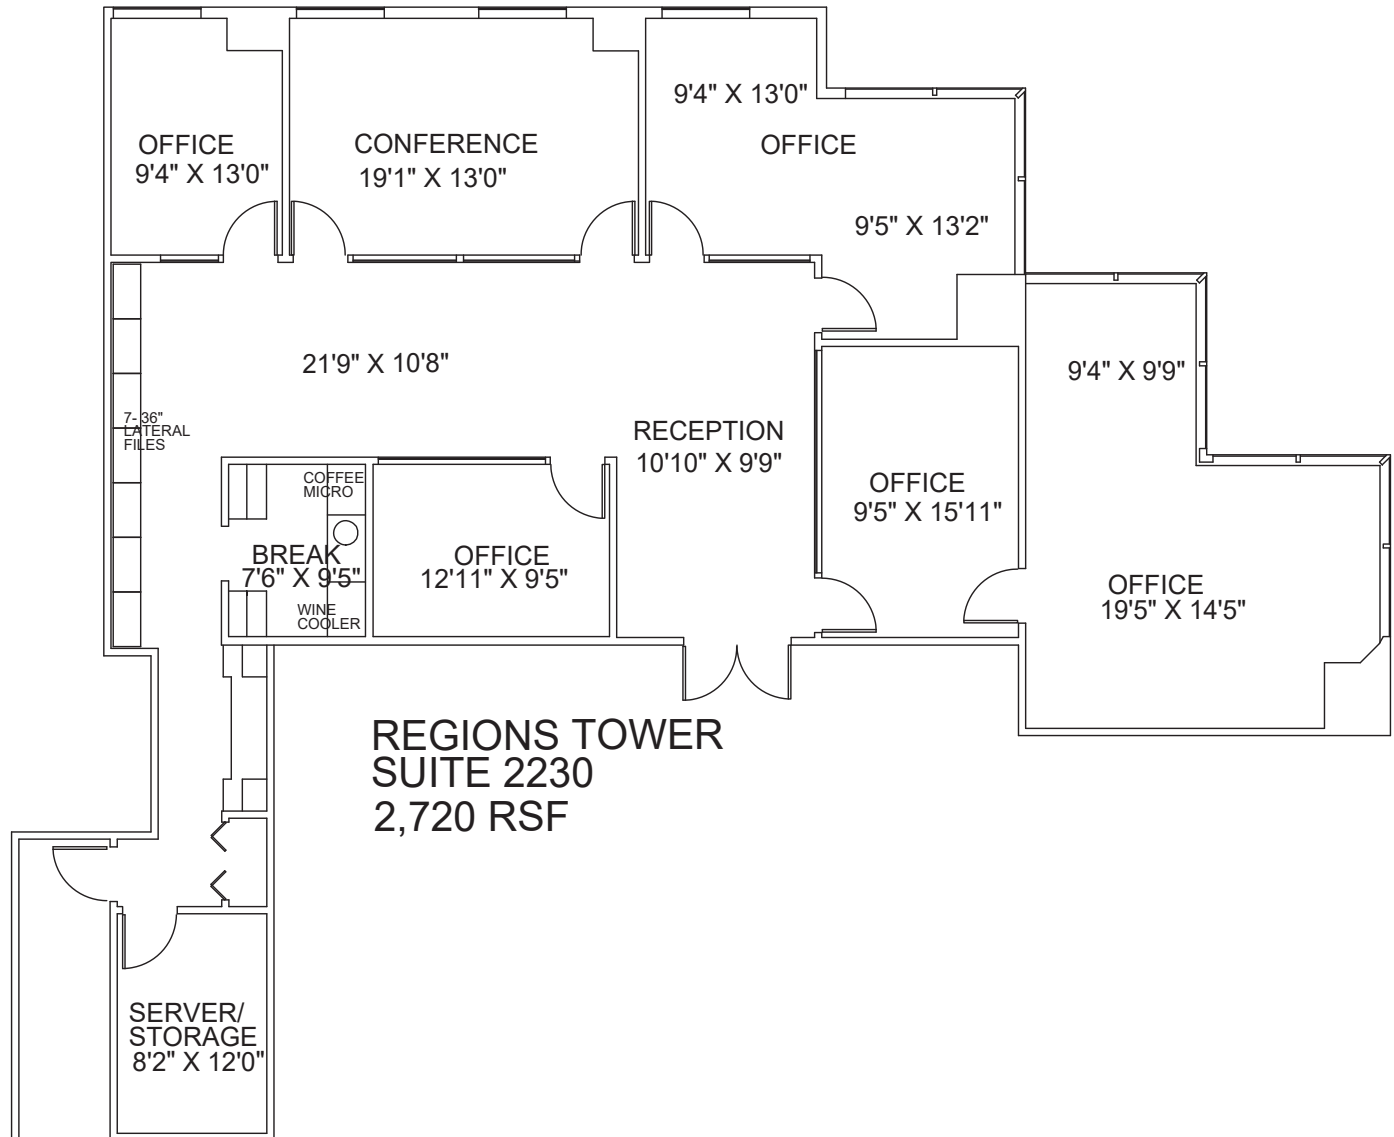 9'4" X 13'0"
OFFICE
9'4" X 13'0"
CONFERENCE
19'1" X 13'0"
OFFICE
9'5" X 13'2"
21'9" X 10'8"
9'4" X 9'9"
7- 36"
LATERAL
FILES
RECEPTION
10'10" X 9'9"
COFFEE
MICRO
OFFICE
9'5" X 15'11"
BREAK
7'6" X 9'5"
OFFICE
12'11" X 9'5"
OFFICE
19'5" X 14'5"
WINE
COOLER
REGIONS TOWER
SUITE 2230
2,720 RSF
SERVER/
STORAGE
8'2" X 12'0"